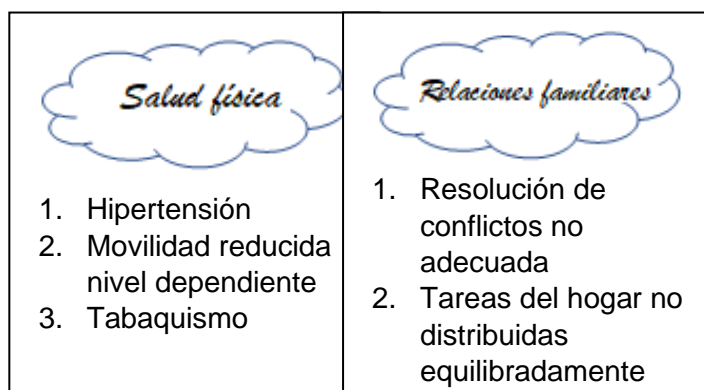 Salud física
1. Hipertensión
2. Movilidad reducida
nivel dependiente
3. Tabaquismo
Relaciones familiares
1. Resolución de
conflictos no
adecuada
2. Tareas del hogar no
distribuidas
equilibradamente